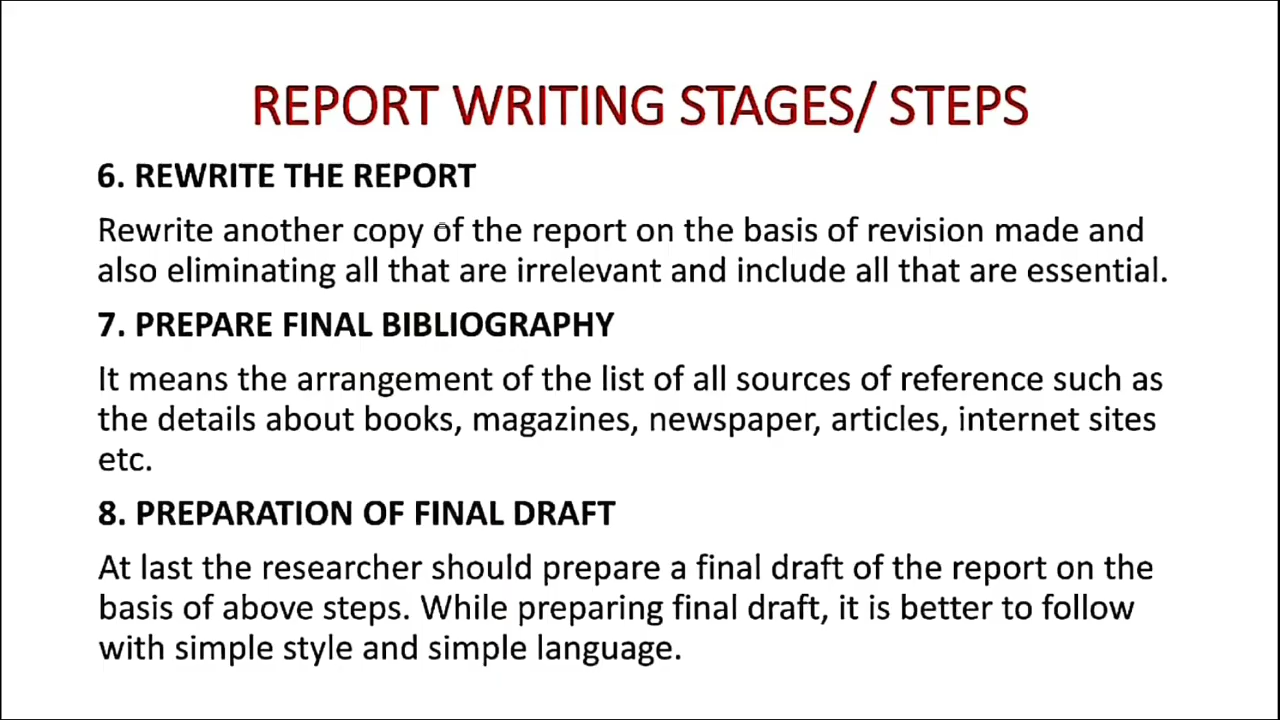 REPORT WRITING STAGES/ STEPS
6. REWRITE THE REPORT
Rewrite another copy of the report on the basis of revision made and
also eliminating all that are irrelevant and include all that are essential.
7. PREPARE FINAL BIBLIOGRAPHY
It means the arrangement of the list of all sources of reference such as
the details about books, magazines, newspaper, articles, internet sites
etc.
8. PREPARATION OF FINAL DRAFT
At last the researcher should prepare a final draft of the report on the
basis of above steps. While preparing final draft, it is better to follow
with simple style and simple language.